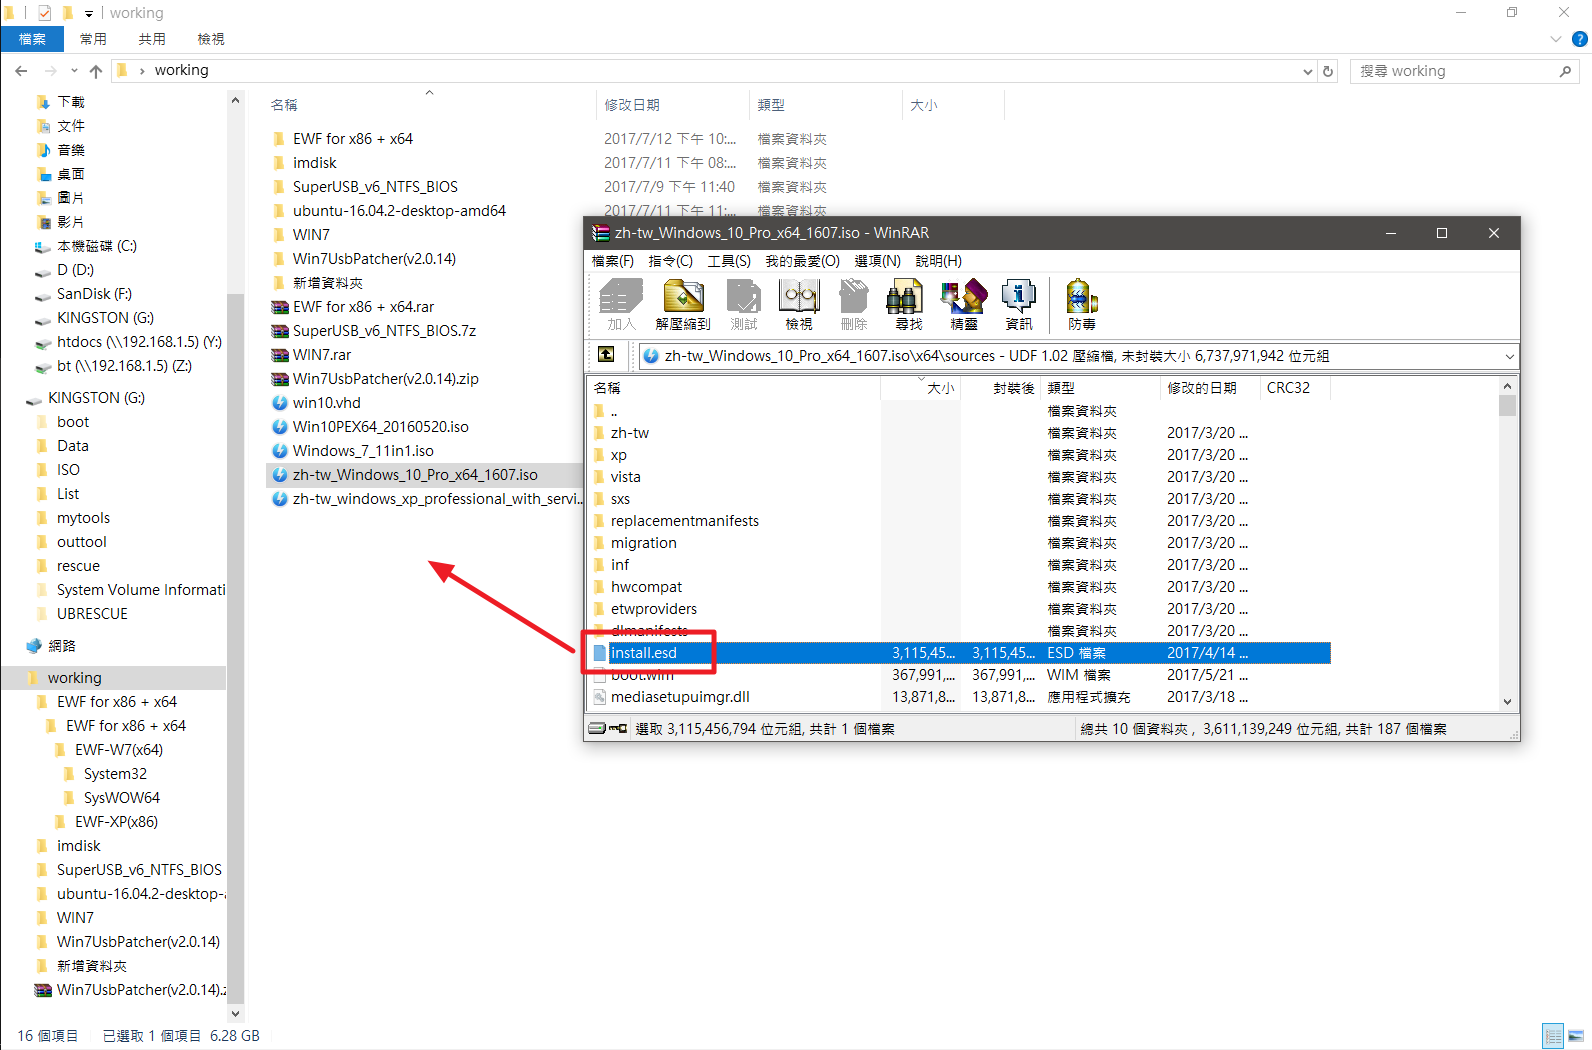 working
檔案 常用 共用 檢視
working
搜尋 working
下載
文件
音樂
桌面
圖片
影片
本機磁碟 (C:)
D (D:)
SanDisk (F:)
KINGSTON (G:)
htdocs (\\192.168.1.5) (Y:)
bt (\\192.168.1.5) (Z:)
KINGSTON (G:)
boot
Data
ISO
List
mytools
outtool
rescue
System Volume Informati
UBRESCUE
網路
working
EWF for x86 + x64
EWF for x86 + x64
EWF-W7(x64)
System32
SysWOW64
EWF-XP(x86)
imdisk
SuperUSB_v6_NTFS_BIOS
ubuntu-16.04.2-desktop-a
WIN7
Win7UsbPatcher(v2.0.14)
新增資料夾
Win7UsbPatcher(v2.0.14).z
名稱 修改日期 類型 大小
EWF for x86 + x64 2017/7/12 下午 10:... 檔案資料夾
imdisk 2017/7/11 下午 08:... 檔案資料夾
SuperUSB_v6_NTFS_BIOS 2017/7/9 下午 11:40 檔案資料夾
ubuntu-16.04.2-desktop-amd64 2017/7/11 下午 11:... 檔案資料夾
WIN7
Win7UsbPatcher(v2.0.14)
新增資料夾
EWF for x86 + x64.rar
SuperUSB_v6_NTFS_BIOS.7z
WIN7.rar
Win7UsbPatcher(v2.0.14).zip
win10.vhd
Win10PEX64_20160520.iso
Windows_7_11in1.iso
zh-tw_Windows_10_Pro_x64_1607.iso
zh-tw_windows_xp_professional_with_servi...
zh-tw_Windows_10_Pro_x64_1607.iso - WinRAR
檔案(F) 指令(C) 工具(S) 我的最愛(O) 選項(N) 說明(H)
加入 解壓縮到 測試 檢視 刪除 尋找 精靈 資訊 防毒
zh-tw_Windows_10_Pro_x64_1607.iso\x64\sources - UDF 1.02 壓縮檔, 未封裝大小 6,737,971,942 位元組
名稱 大小 封裝後 類型 修改的日期 CRC32
.. 檔案資料夾
zh-tw 檔案資料夾 2017/3/20 ...
xp 檔案資料夾 2017/3/20 ...
vista 檔案資料夾 2017/3/20 ...
sxs 檔案資料夾 2017/3/20 ...
replacementmanifests 檔案資料夾 2017/3/20 ...
migration 檔案資料夾 2017/3/20 ...
inf 檔案資料夾 2017/3/20 ...
hwcompat 檔案資料夾 2017/3/20 ...
etwproviders 檔案資料夾 2017/3/20 ...
dlmanifests 檔案資料夾 2017/3/20 ...
install.esd 3,115,45... 3,115,45... ESD 檔案 2017/4/14 ...
boot.wim 367,991,... 367,991,... WIM 檔案 2017/5/21 ...
mediasetupuimgr.dll 13,871,8... 13,871,8... 應用程式擴充 2017/3/18 ...
選取 3,115,456,794 位元組, 共計 1 個檔案
總共 10 個資料夾 , 3,611,139,249 位元組, 共計 187 個檔案
16 個項目 已選取 1 個項目 6.28 GB